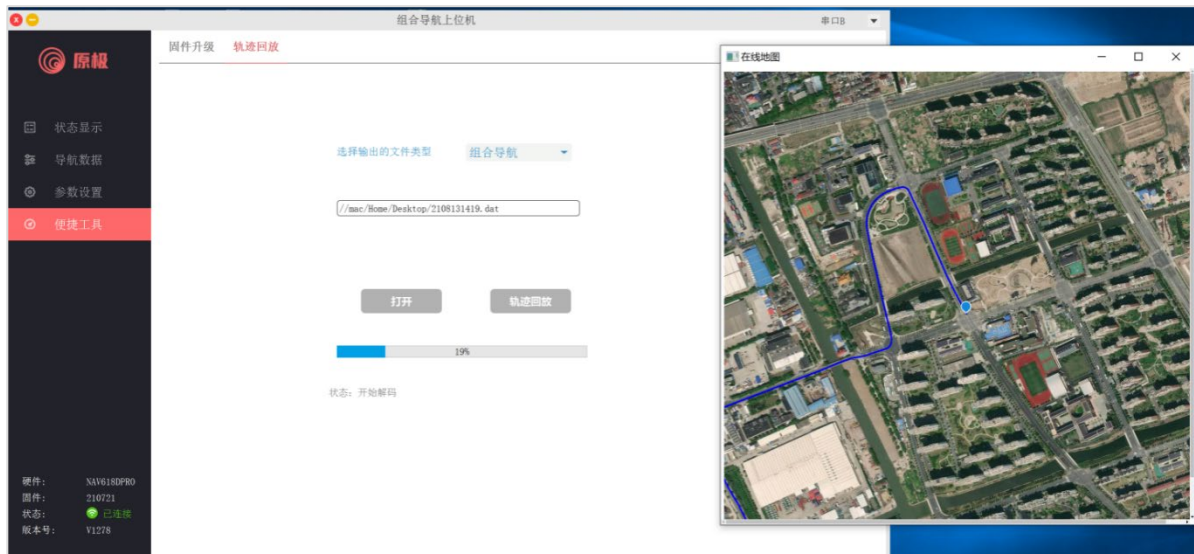 组合导航上位机
串口B
原极
固件升级 轨迹回放
在线地图
状态显示
导航数据
参数设置
便捷工具
选择输出的文件类型 组合导航
//mac/Home/Desktop/2108131419.dat
打开 轨迹回放
19%
状态: 开始解码
硬件: NAV618DPRO
固件: 210721
状态: 已连接
版本号: V1278